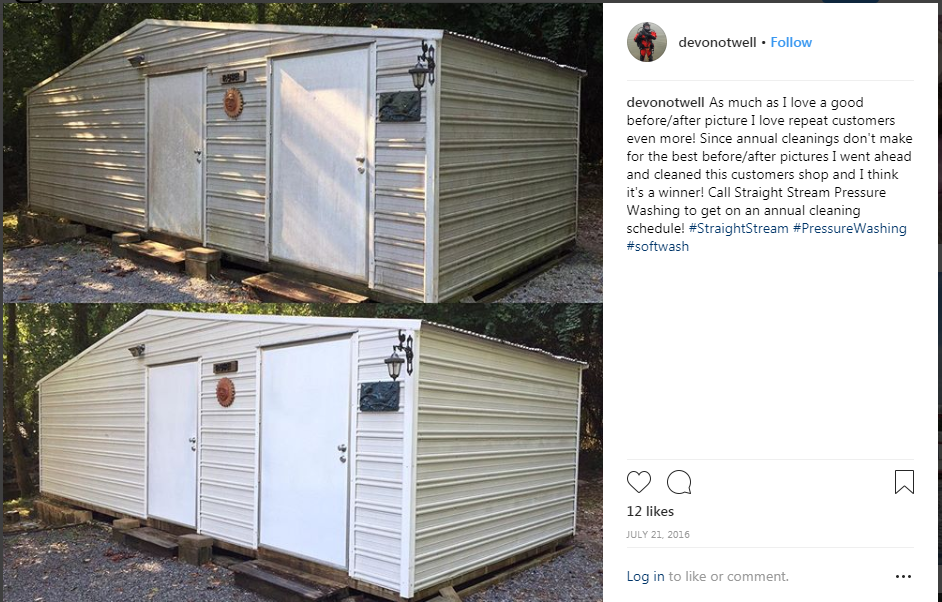 devonotwell • Follow
devonotwell As much as I love a good
before/after picture I love repeat customers
even more! Since annual cleanings don't make
for the best before/after pictures I went ahead
and cleaned this customers shop and I think
it's a winner! Call Straight Stream Pressure
Washing to get on an annual cleaning
schedule! #StraightStream #PressureWashing
#softwash
12 likes
JULY 21, 2016
Log in to like or comment.